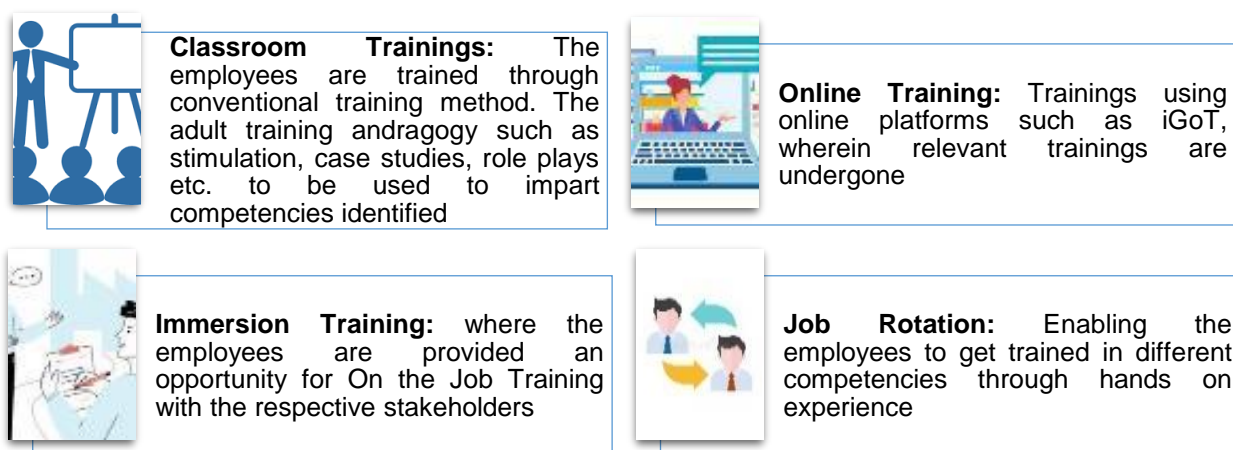 Classroom Trainings: The
employees are trained through
conventional training method. The
adult training andragogy such as
stimulation, case studies, role plays
etc. to be used to impart
competencies identified
Online Training: Trainings using
online platforms such as iGoT,
wherein relevant trainings are
undergone
Immersion Training: where the
employees are provided an
opportunity for On the Job Training
with the respective stakeholders
Job Rotation: Enabling the
employees to get trained in different
competencies through hands on
experience